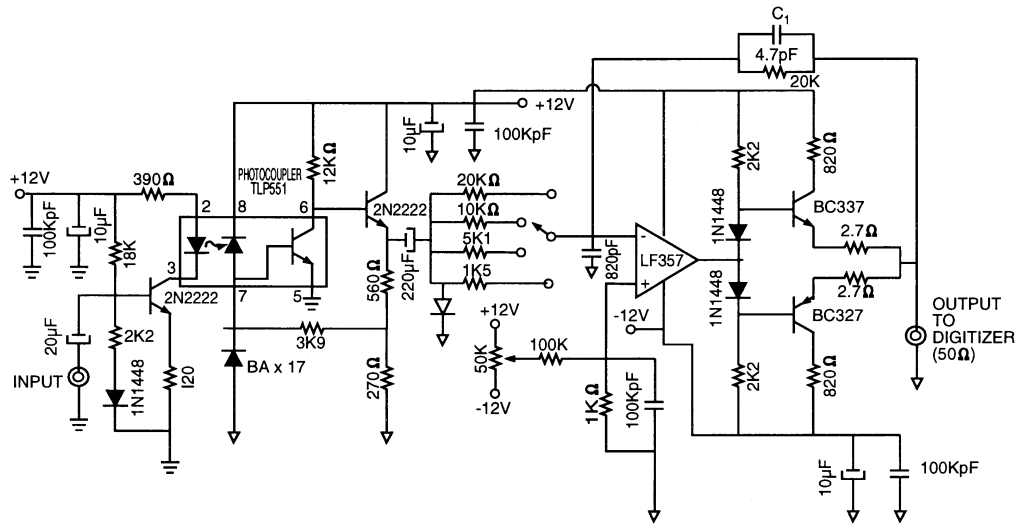 C1
4.7pF
20K
+12V
10µF
100KpF
12KΩ
PHOTOCOUPLER
TLP551
390Ω
+12V
2
8
6
100KpF
10µF
18K
3
2N2222
7
5
2N2222
560Ω
220µF
20KΩ
10KΩ
5K1
1K5
820pF
-
+
LF357
2K2
820Ω
1N1448
BC337
2.7Ω
2.7Ω
1N1448
BC327
-12V
OUTPUT
TO
DIGITIZER
(50Ω)
20µF
2K2
3K9
INPUT
1N1448
I20
BA x 17
270Ω
+12V
50K
100K
-12V
1KΩ
100KpF
2K2
820Ω
10µF
100KpF